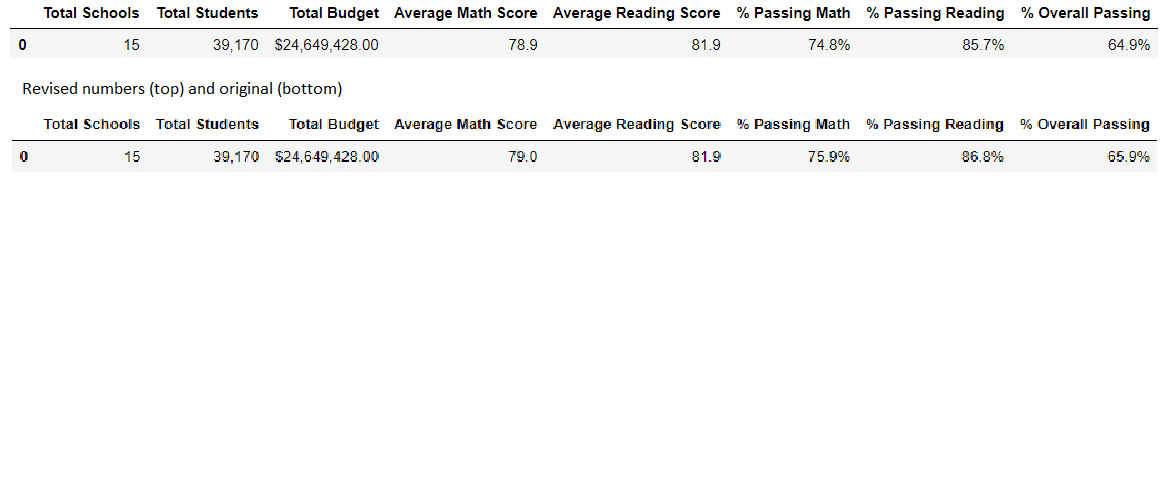 Total Schools Total Students Total Budget Average Math Score Average Reading Score % Passing Math % Passing Reading % Overall Passing
0 15 39,170 $24,649,428.00 78.9 81.9 74.8% 85.7% 64.9%
Revised numbers (top) and original (bottom)
Total Schools Total Students Total Budget Average Math Score Average Reading Score % Passing Math % Passing Reading % Overall Passing
0 15 39,170 $24,649,428.00 79.0 81.9 75.9% 86.8% 65.9%